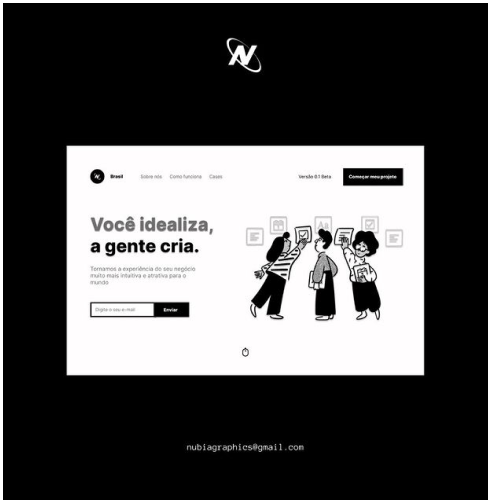 N
N
Brasil
Sobre nós
Como funciona
Cases
Versão 0.1 Beta
Começar meu projeto
Você idealiza,
a gente cria.
Tornamos a experiência do seu negócio
muito mais intuitiva e atrativa para o
mundo
Digite o seu e-mail
Enviar
nubiagraphics@gmail.com